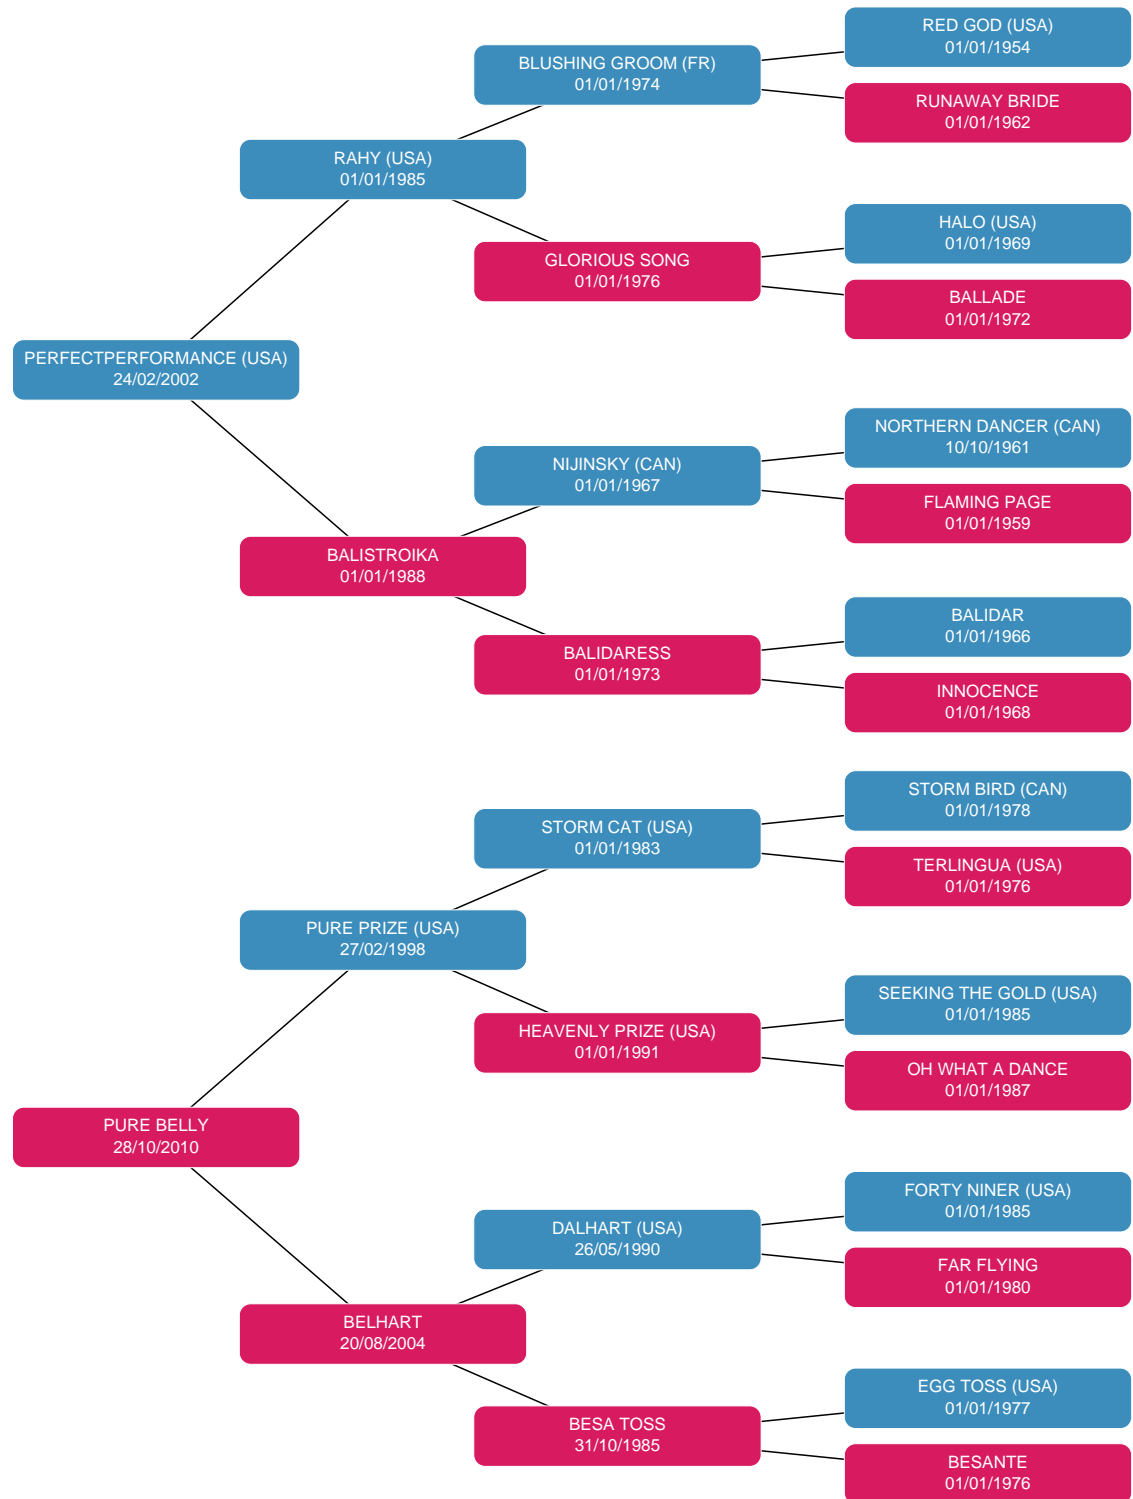 RED GOD (USA)
01/01/1954
BLUSHING GROOM (FR)
01/01/1974
RUNAWAY BRIDE
01/01/1962
RAHY (USA)
01/01/1985
HALO (USA)
01/01/1969
GLORIOUS SONG
01/01/1976
BALLADE
01/01/1972
PERFECTPERFORMANCE (USA)
24/02/2002
NORTHERN DANCER (CAN)
10/10/1961
NIJINSKY (CAN)
01/01/1967
FLAMING PAGE
01/01/1959
BALISTROIKA
01/01/1988
BALIDAR
01/01/1966
BALIDARESS
01/01/1973
INNOCENCE
01/01/1968
STORM BIRD (CAN)
01/01/1978
STORM CAT (USA)
01/01/1983
TERLINGUA (USA)
01/01/1976
PURE PRIZE (USA)
27/02/1998
SEEKING THE GOLD (USA)
01/01/1985
HEAVENLY PRIZE (USA)
01/01/1991
OH WHAT A DANCE
01/01/1987
PURE BELLY
28/10/2010
FORTY NINER (USA)
01/01/1985
DALHART (USA)
26/05/1990
FAR FLYING
01/01/1980
BELHART
20/08/2004
EGG TOSS (USA)
01/01/1977
BESA TOSS
31/10/1985
BESANTE
01/01/1976